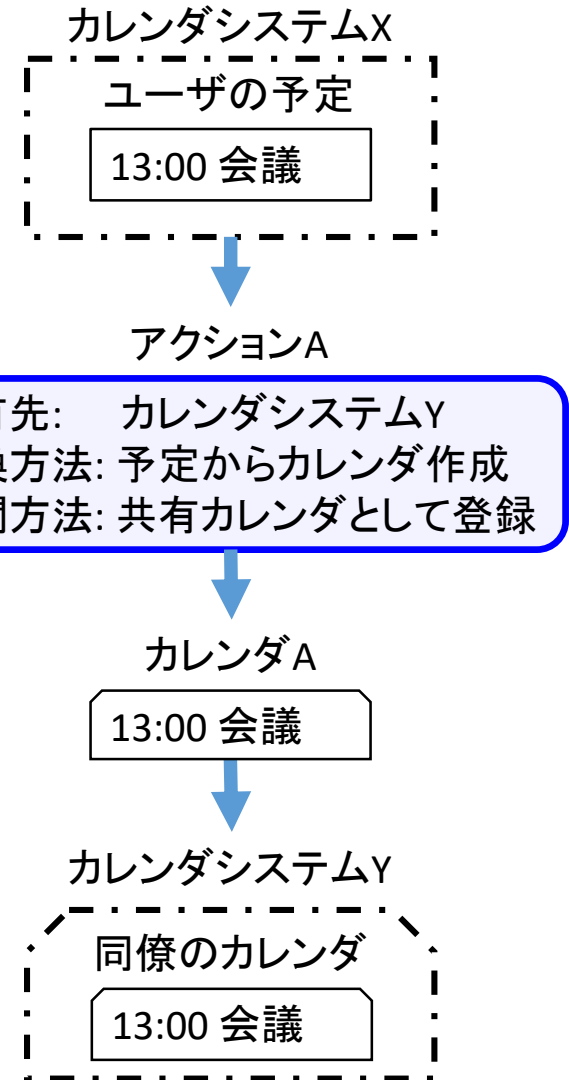 カレンダシステムX
ユーザの予定
13:00 会議
アクションA
先: カレンダシステムY
方法: 予定からカレンダ作成
方法: 共有カレンダとして登録
カレンダA
13:00 会議
カレンダシステムY
同僚のカレンダ
13:00 会議